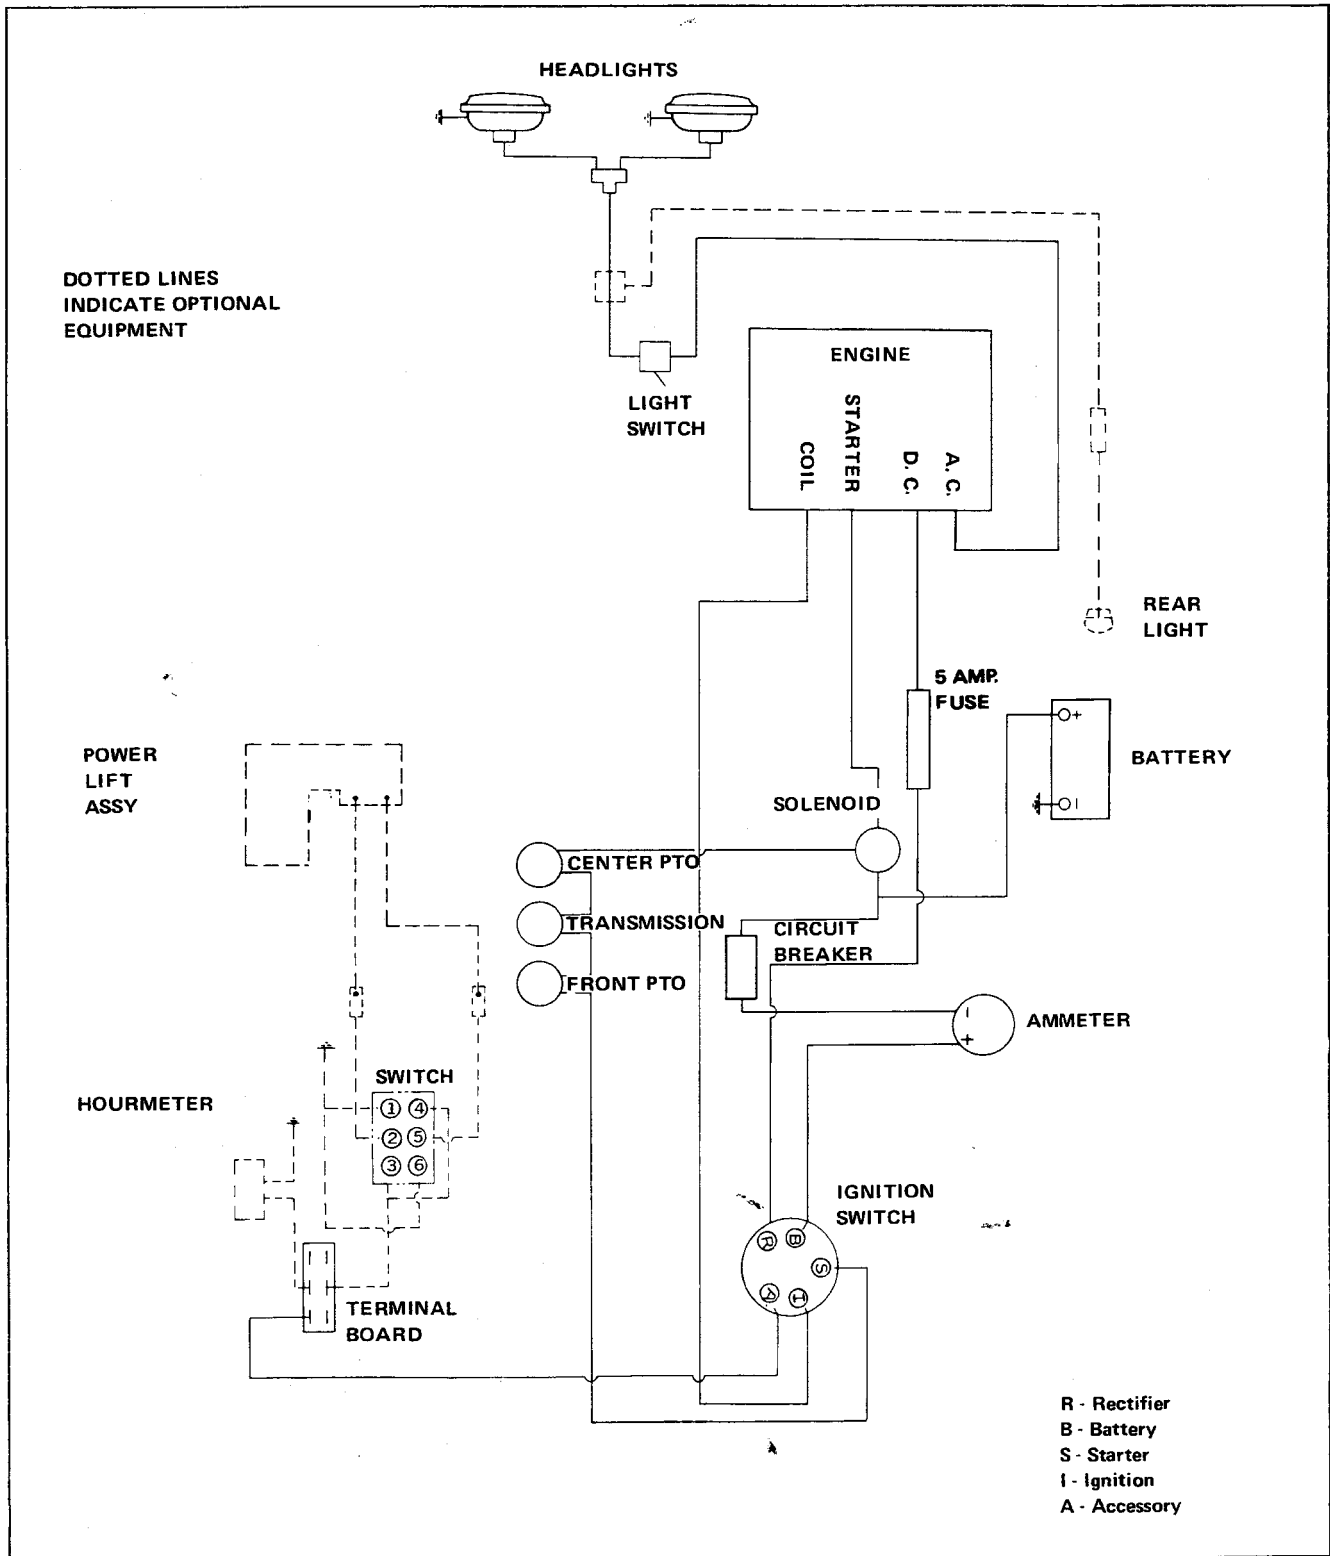 HEADLIGHTS
DOTTED LINES
INDICATE OPTIONAL
EQUIPMENT
ENGINE
COIL
STARTER
D. C.
A. C.
LIGHT
SWITCH
REAR
LIGHT
5 AMP.
FUSE
+
-
BATTERY
POWER
LIFT
ASSY
SOLENOID
CENTER PTO
TRANSMISSION
FRONT PTO
CIRCUIT
BREAKER
-
+
AMMETER
SWITCH
1 4
2 5
3 6
HOURMETER
IGNITION
SWITCH
R B
S
A I
TERMINAL
BOARD
R - Rectifier
B - Battery
S - Starter
I - Ignition
A - Accessory